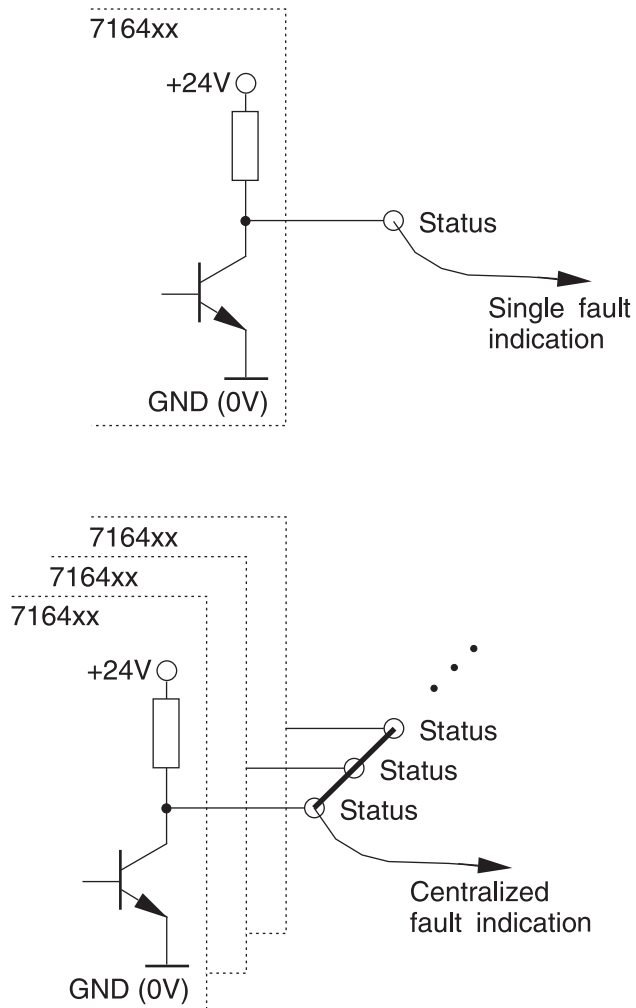 7164xx
+24V
Status
Single fault
indication
GND (0V)
7164xx
7164xx
7164xx
+24V
Status
Status
Status
Centralized
fault indication
GND (0V)